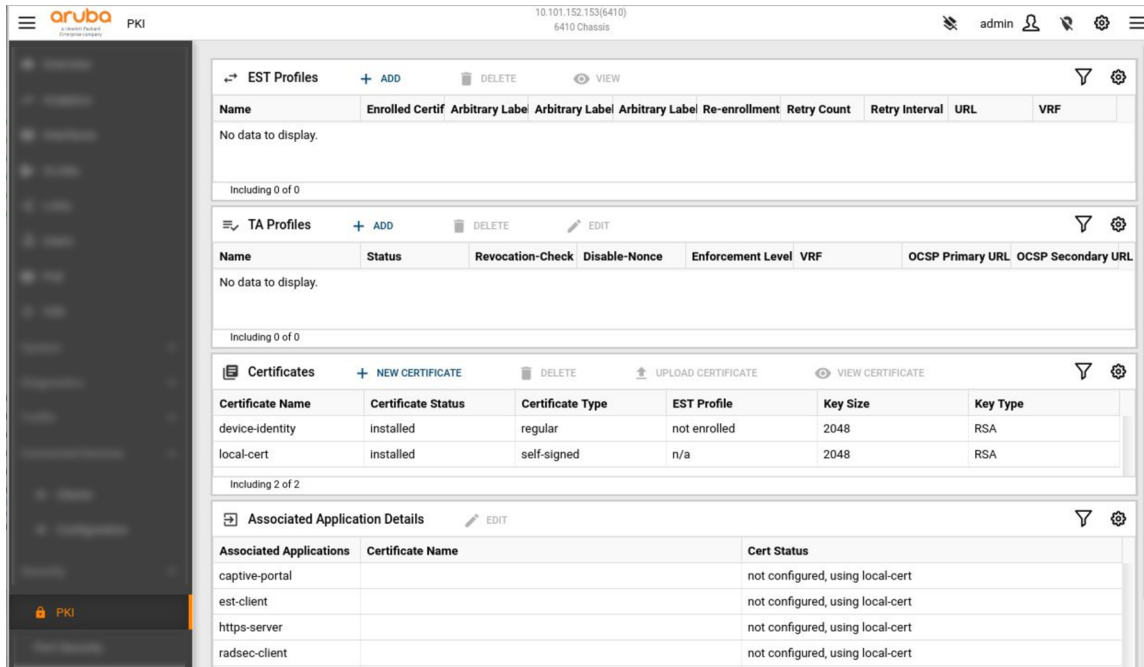 aruba
a Hewlett Packard
Enterprise company
PKI
10.101.152.153(6410)
6410 Chassis
admin
EST Profiles + ADD DELETE VIEW
Name Enrolled Certif Arbitrary Label Arbitrary Label Arbitrary Label Re-enrollment Retry Count Retry Interval URL VRF
No data to display.
Including 0 of 0
TA Profiles + ADD DELETE EDIT
Name Status Revocation-Check Disable-Nonce Enforcement Level VRF OCSP Primary URL OCSP Secondary URL
No data to display.
Including 0 of 0
Certificates + NEW CERTIFICATE DELETE UPLOAD CERTIFICATE VIEW CERTIFICATE
Certificate Name Certificate Status Certificate Type EST Profile Key Size Key Type
device-identity installed regular not enrolled 2048 RSA
local-cert installed self-signed n/a 2048 RSA
Including 2 of 2
Associated Application Details EDIT
Associated Applications Certificate Name Cert Status
captive-portal not configured, using local-cert
est-client not configured, using local-cert
https-server not configured, using local-cert
radsec-client not configured, using local-cert
PKI